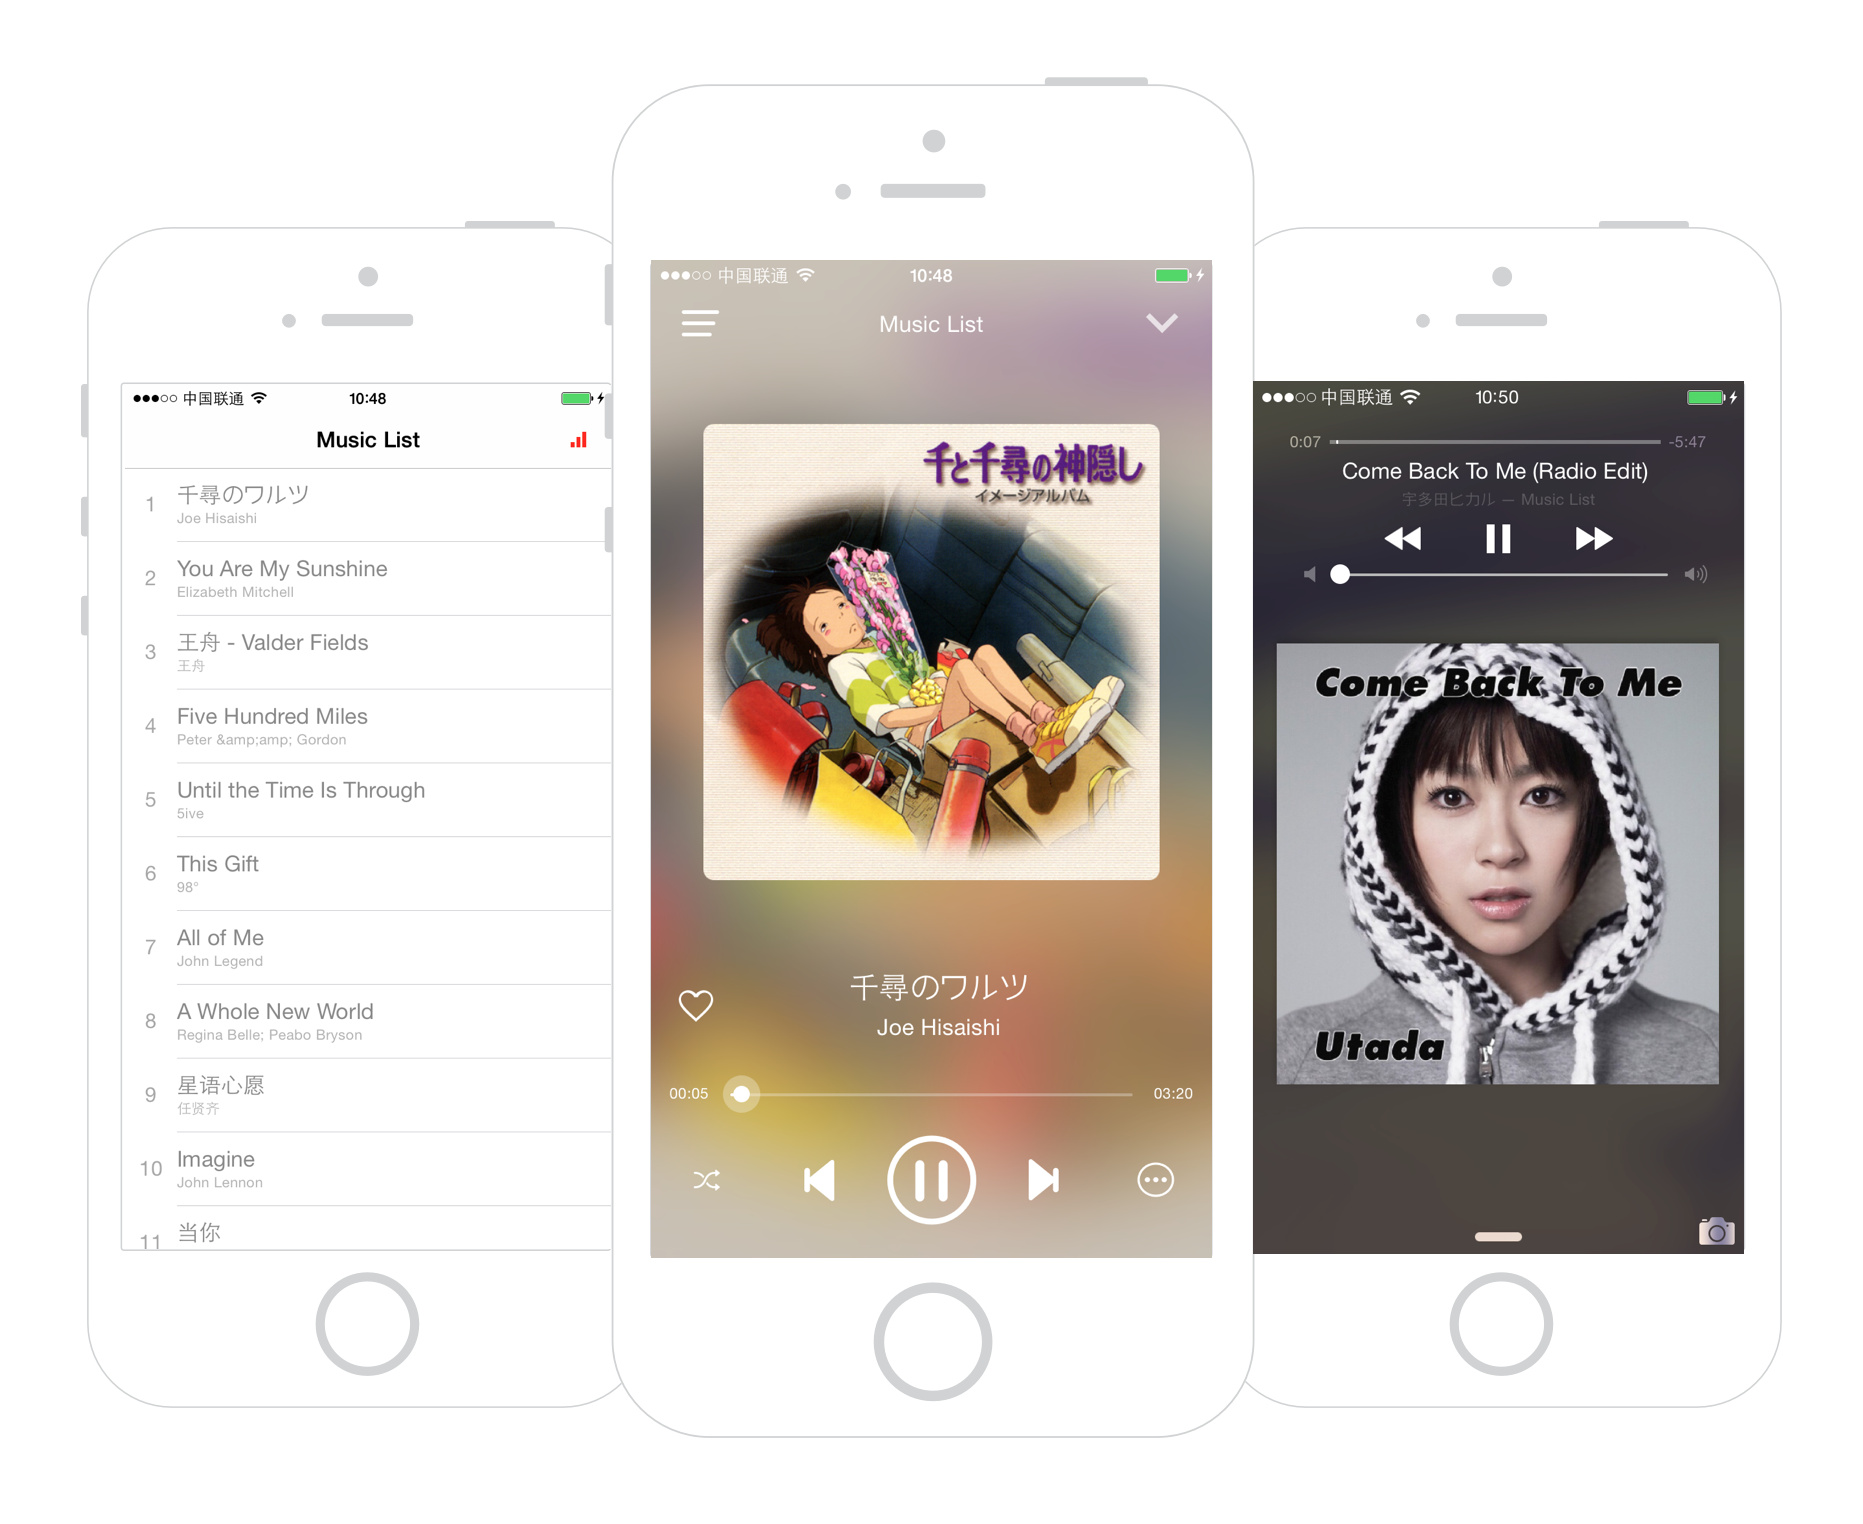 中国联通
10:48
Music List
1
千尋のワルツ
Joe Hisaishi
2
You Are My Sunshine
Elizabeth Mitchell
3
王舟 - Valder Fields
王舟
4
Five Hundred Miles
Peter &amp;amp; Gordon
5
Until the Time Is Through
5ive
6
This Gift
98°
7
All of Me
John Legend
8
A Whole New World
Regina Belle; Peabo Bryson
9
星语心愿
任贤齐
10
Imagine
John Lennon
11
当你
中国联通
10:48
Music List
千と千尋の神隠し
イメージアルバム
千尋のワルツ
Joe Hisaishi
00:05
03:20
中国联通
10:50
0:07
-5:47
Come Back To Me (Radio Edit)
宇多田ヒカル — Music List
Come Back To Me
Utada